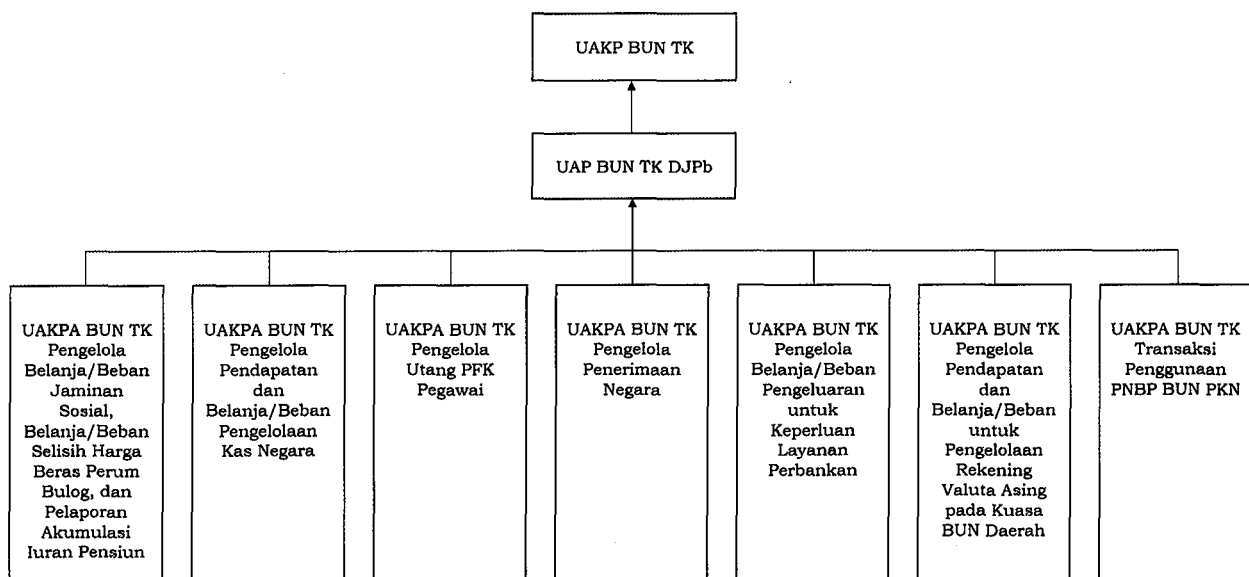 UAKP BUN TK
UAP BUN TK DJPb
UAKPA BUN TK
Pengelola
Belanja/Beban
Jaminan
Sosial,
Belanja/Beban
Selisih Harga
Beras Perum
Bulog, dan
Pelaporan
Akumulasi
Iuran Pensiun
UAKPA BUN TK
Pengelola
Pendapatan
dan
Belanja/Beban
Pengelolaan
Kas Negara
UAKPA BUN TK
Pengelola
Utang PFK
Pegawai
UAKPA BUN TK
Pengelola
Penerimaan
Negara
UAKPA BUN TK
Pengelola
Belanja/Beban
Pengeluaran
untuk
Keperluan
Layanan
Perbankan
UAKPA BUN TK
Pengelola
Pendapatan
dan
Belanja/Beban
untuk
Pengelolaan
Rekening
Valuta Asing
pada Kuasa
BUN Daerah
UAKPA BUN TK
Transaksi
Penggunaan
PNBP BUN PKN